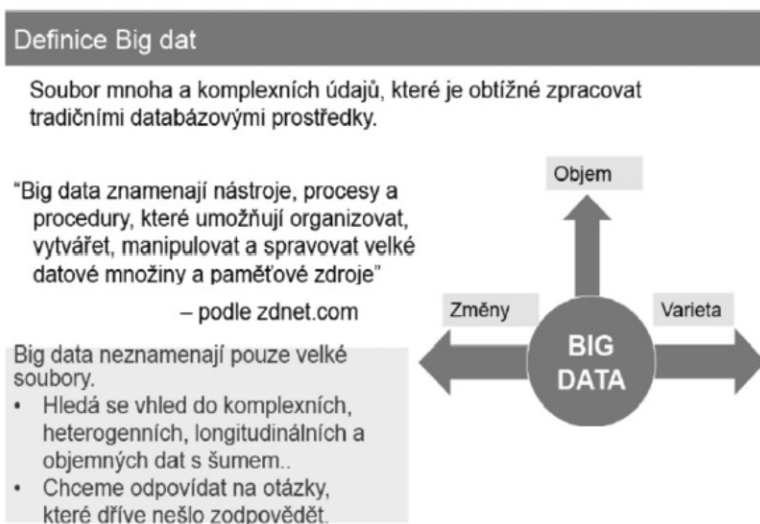 Definice Big dat
Soubor mnoha a komplexních údajů, které je obtížné zpracovat
tradičními databázovými prostředky.
"Big data znamenají nástroje, procesy a
procedury, které umožňují organizovat,
vytvářet, manipulovat a spravovat velké
datové množiny a paměťové zdroje"
– podle zdnet.com
Big data neznamenají pouze velké
soubory.
• Hledá se vhled do komplexních,
heterogenních, longitudinálních a
objemných dat s šumem..
• Chceme odpovídat na otázky,
které dříve nešlo zodpovědět.
Objem
Změny
Varieta
BIG
DATA